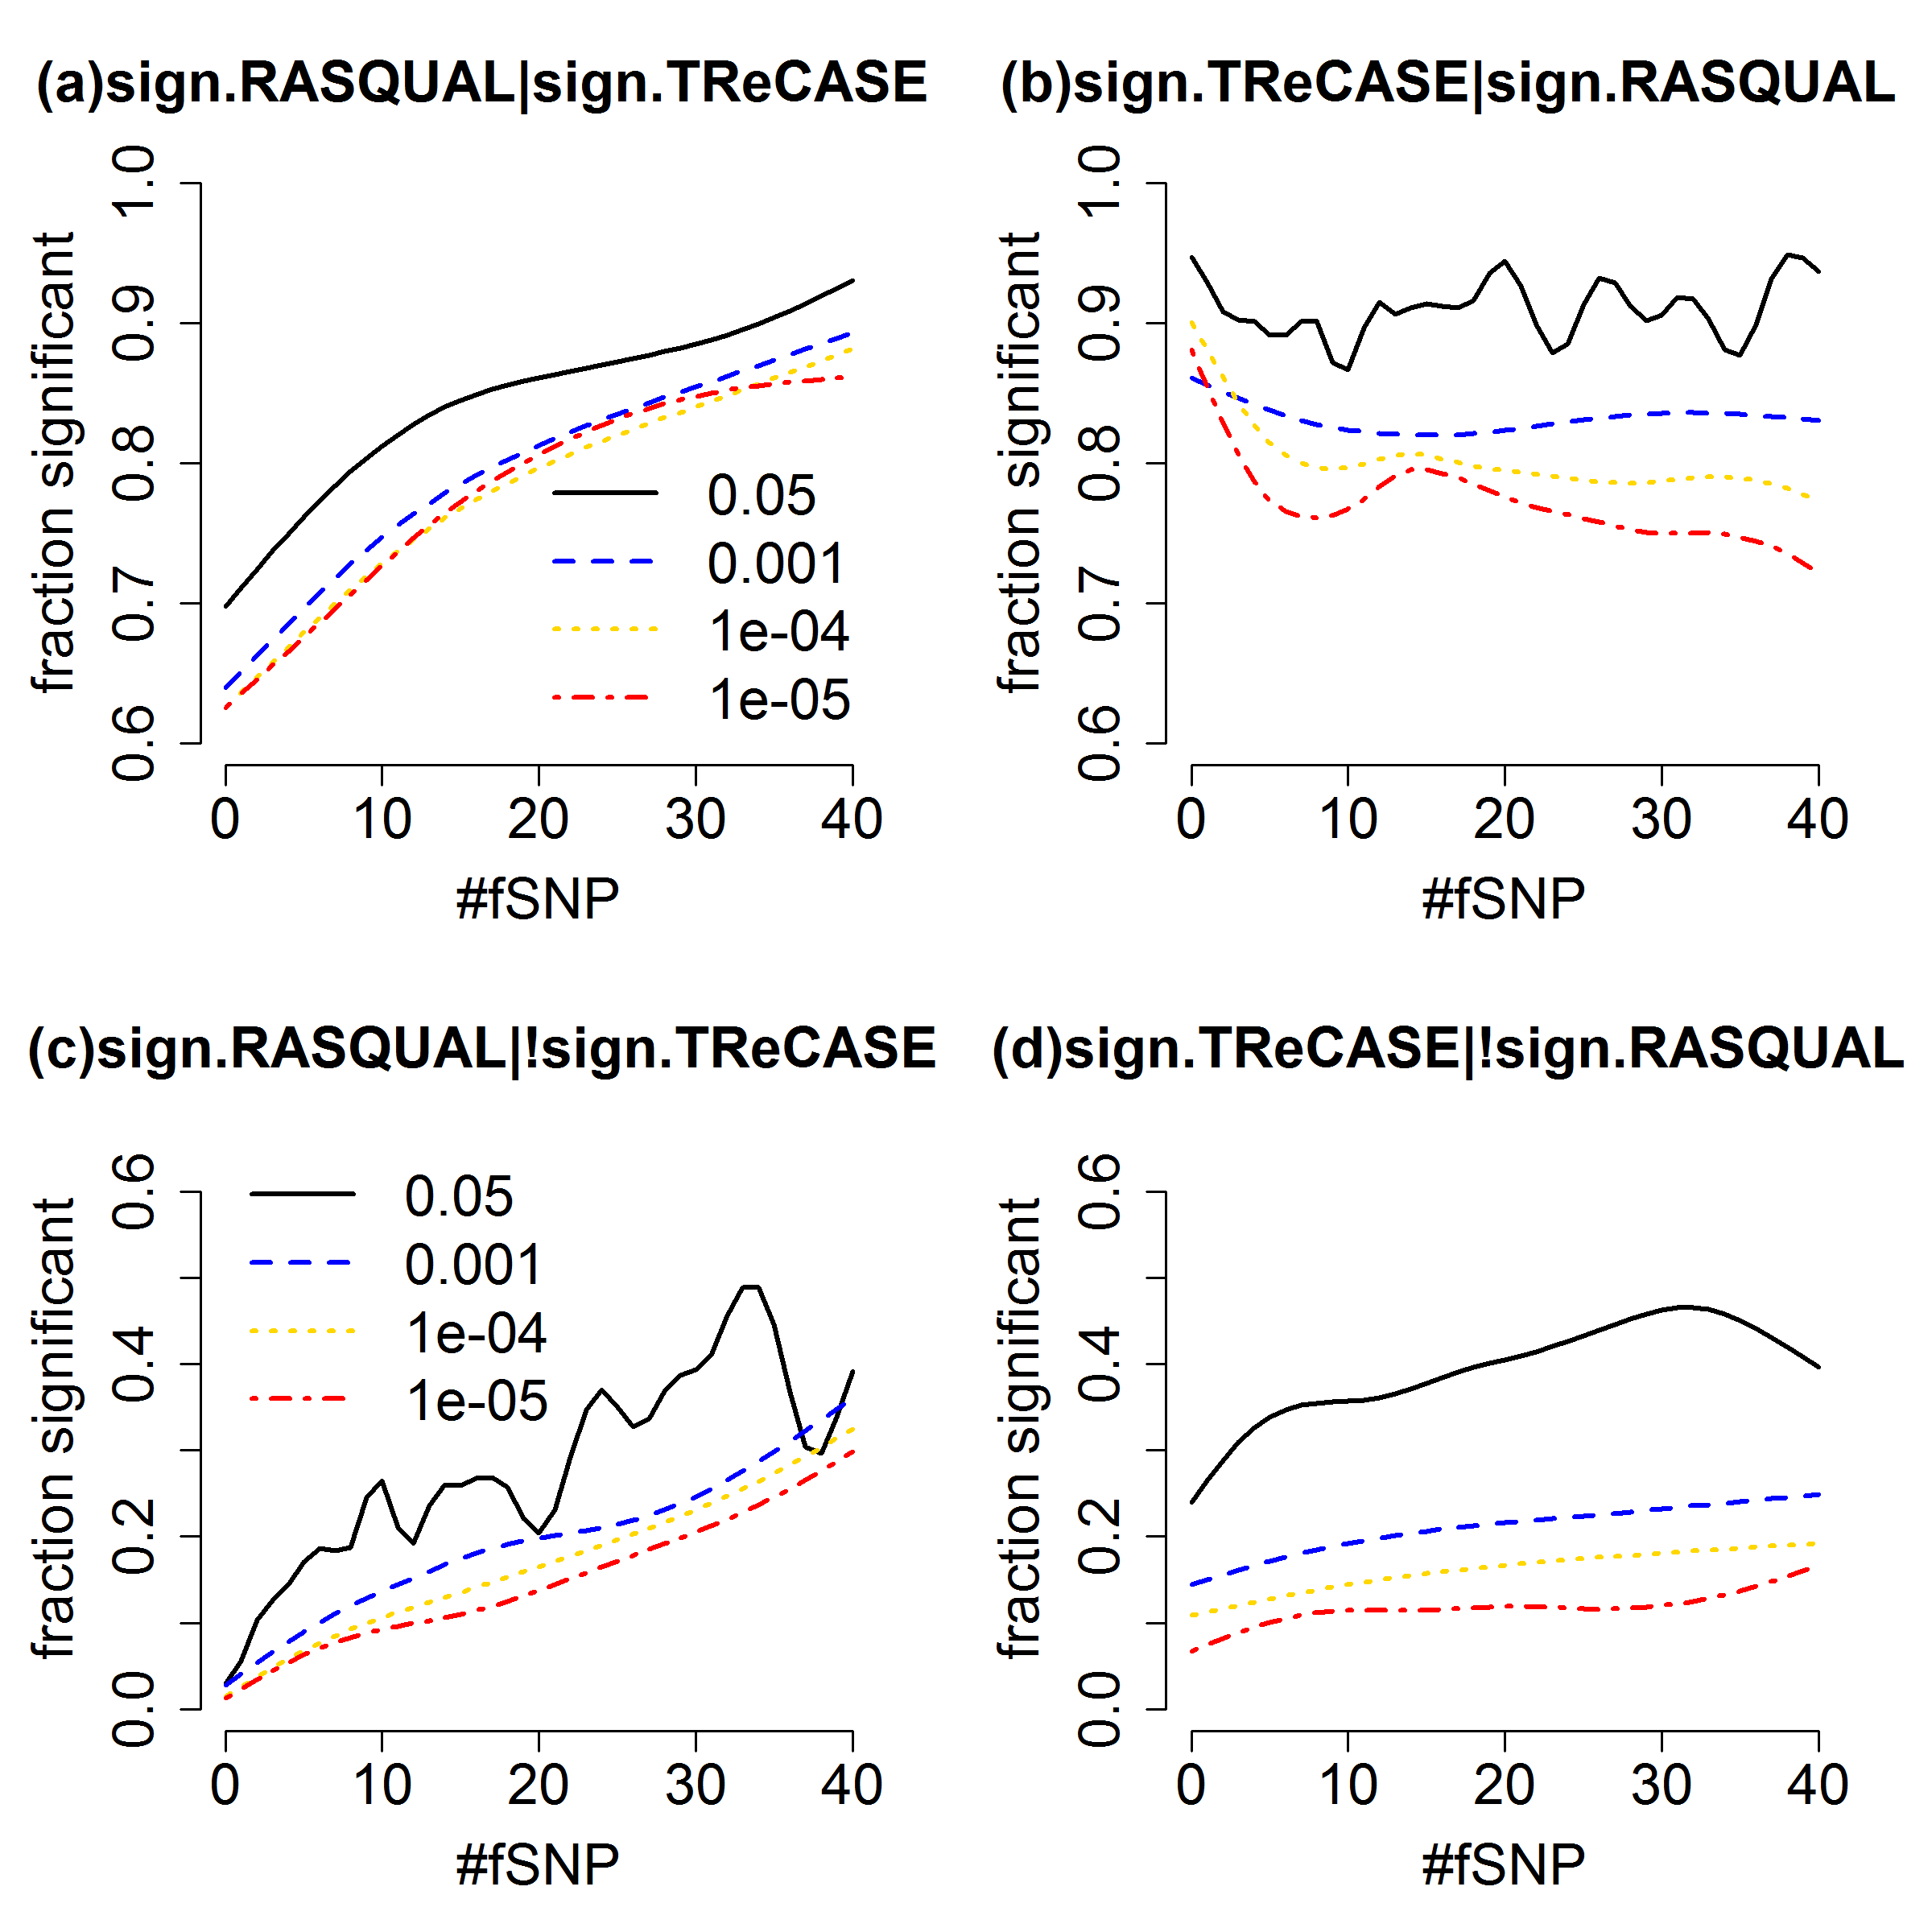 (a)sign.RASQUAL|sign.TReCASE
fraction significant
1.0
0.9
0.8
0.7
0.6
0.05
0.001
1e-04
1e-05
0 10 20 30 40
#fSNP
(b)sign.TReCASE|sign.RASQUAL
fraction significant
1.0
0.9
0.8
0.7
0.6
0 10 20 30 40
#fSNP
(c)sign.RASQUAL|!sign.TReCASE
fraction significant
0.6
0.4
0.2
0.0
0.05
0.001
1e-04
1e-05
0 10 20 30 40
#fSNP
(d)sign.TReCASE|!sign.RASQUAL
fraction significant
0.6
0.4
0.2
0.0
0 10 20 30 40
#fSNP